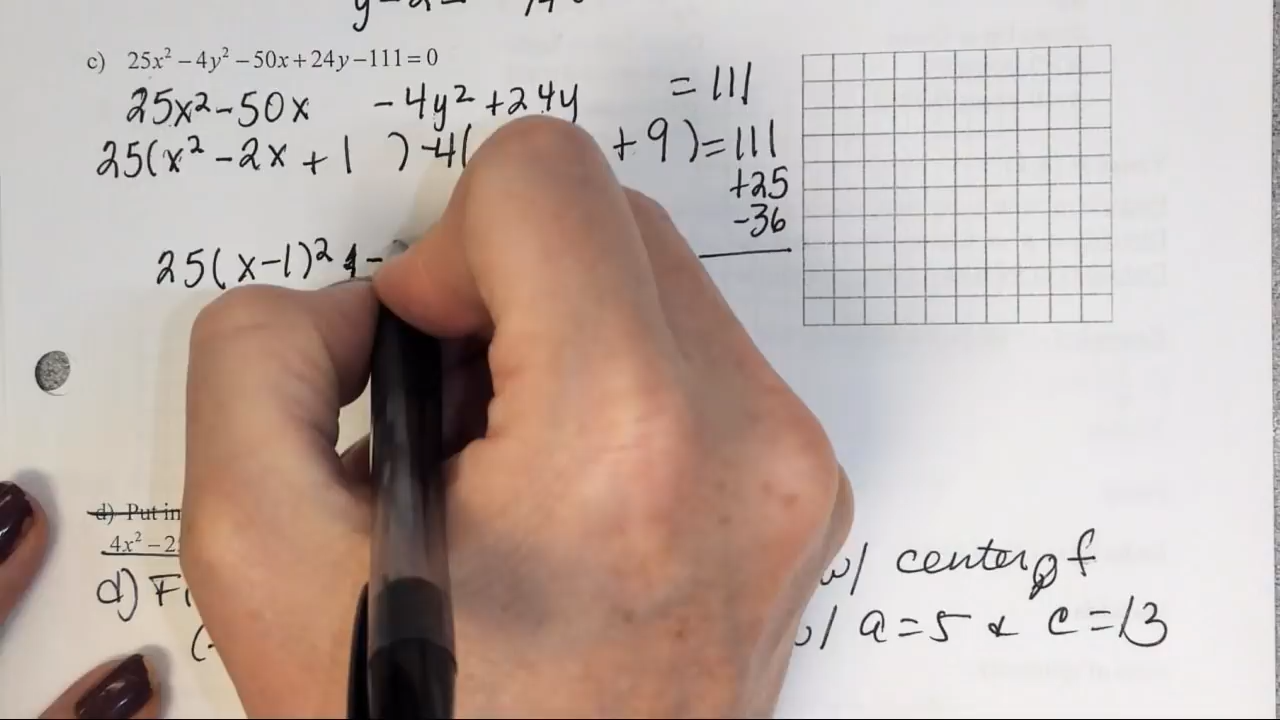 c) 25x² − 4y² − 50x + 24y − 111 = 0
25x² - 50x - 4y² + 24y = 111
25(x² - 2x + 1 ) - 4( + 9 ) = 111
+25
-36
25(x-1)² -
d) Put in
4x² − 2
d) w/ center of
a = 5 & c = 13